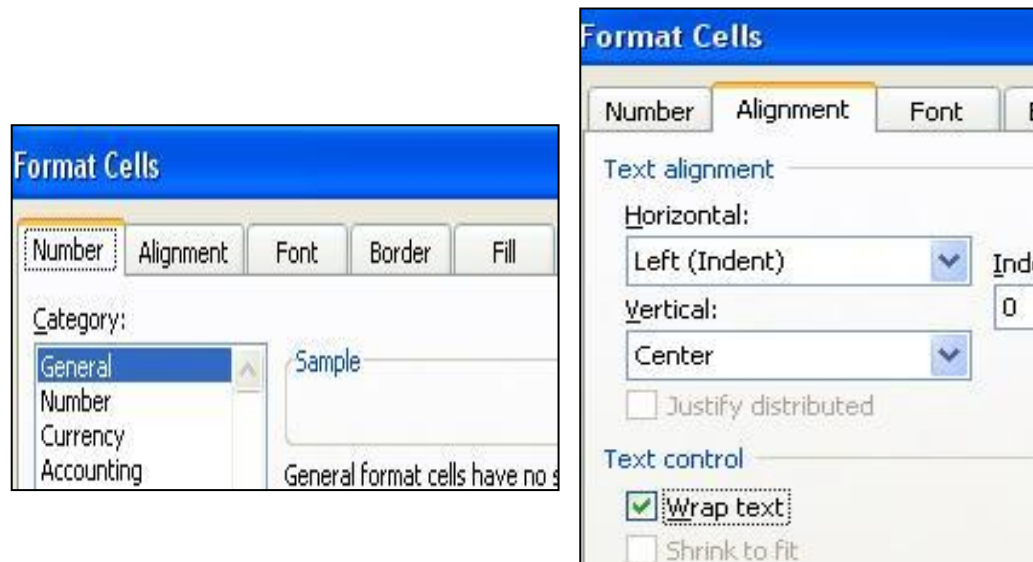 Format Cells
Number Alignment Font Border Fill
Category:
General
Number
Currency
Accounting
Sample
General format cells have no
Format Cells
Number Alignment Font
Text alignment
Horizontal:
Left (Indent)
Vertical:
0
Center
Justify distributed
Text control
Wrap text
Shrink to fit